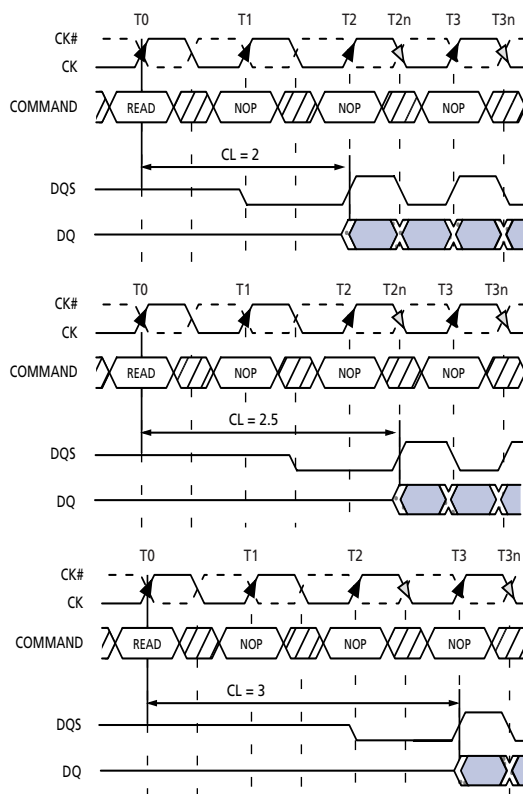 T0 T1 T2 T2n T3 T3n
CK#
CK
COMMAND READ NOP NOP NOP
CL = 2
DQS
DQ
T0 T1 T2 T2n T3 T3n
CK#
CK
COMMAND READ NOP NOP NOP
CL = 2.5
DQS
DQ
T0 T1 T2 T3 T3n
CK#
CK
COMMAND READ NOP NOP NOP
CL = 3
DQS
DQ